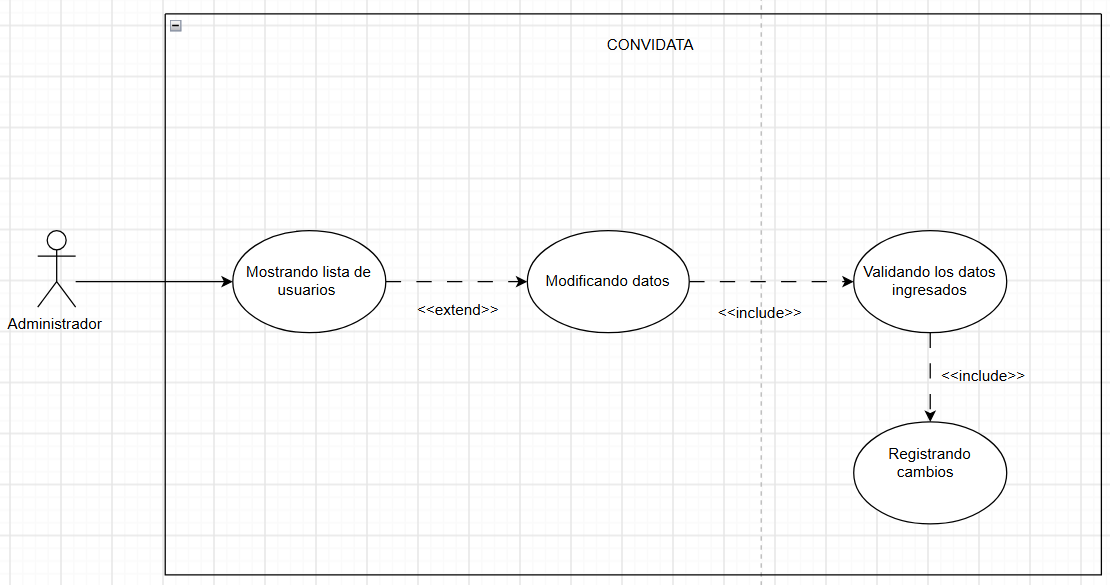 CONVIDATA
Mostrando lista de
usuarios
Modificando datos
Validando los datos
ingresados
<<extend>>
<<include>>
Administrador
<<include>>
Registrando
cambios